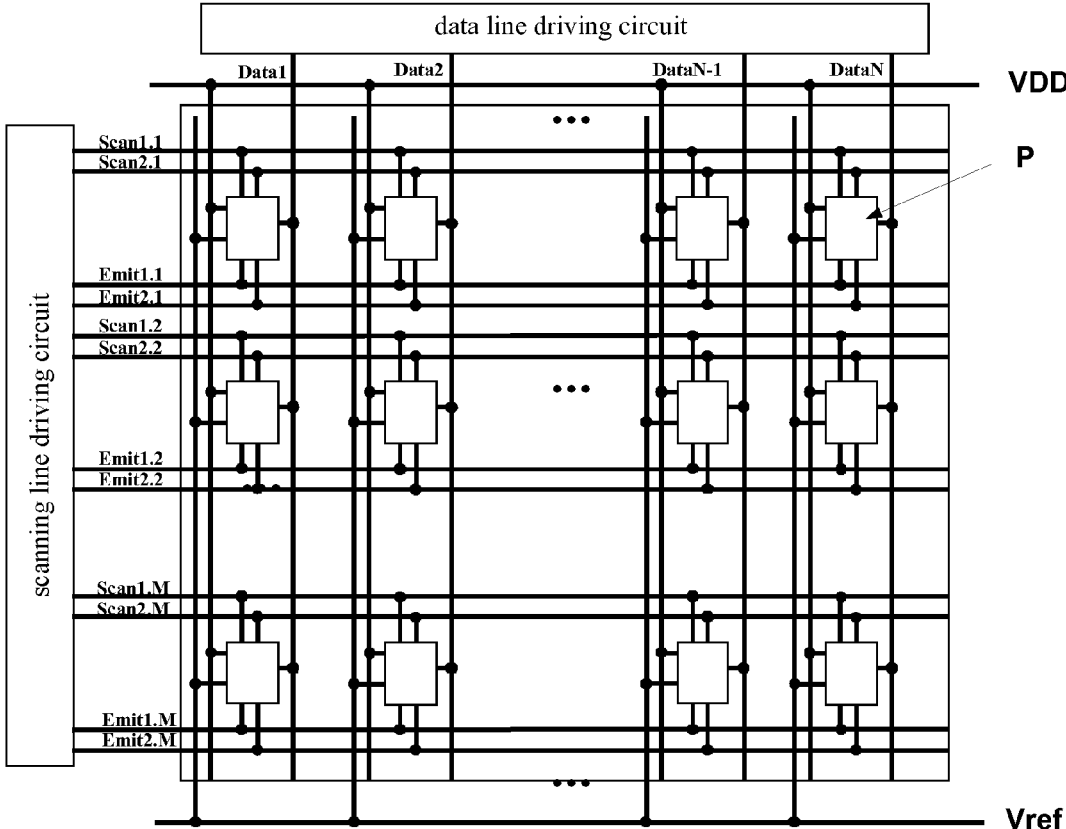 data line driving circuit
Data1 Data2 DataN-1 DataN
VDD
Scan1.1
Scan2.1
P
Emit1.1
Emit2.1
Scan1.2
Scan2.2
Emit1.2
Emit2.2
scanning line driving circuit
Scan1.M
Scan2.M
Emit1.M
Emit2.M
Vref